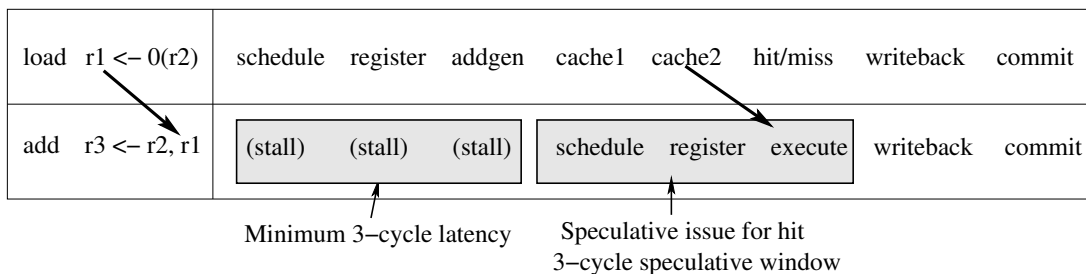 load r1 <− 0(r2) schedule register addgen cache1 cache2 hit/miss writeback commit
add r3 <− r2, r1 (stall) (stall) (stall) schedule register execute writeback commit
Minimum 3−cycle latency
Speculative issue for hit
3−cycle speculative window